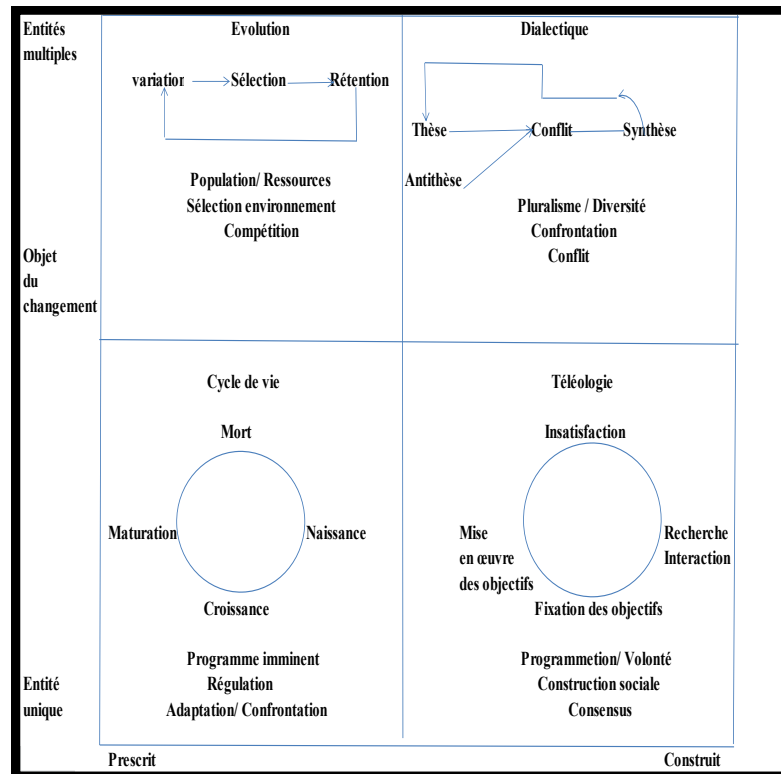 Entités
multiples
Evolution
variation Sélection Rétention
Population/ Ressources
Sélection environnement
Compétition
Dialectique
Thèse Conflit Synthèse
Antithèse
Pluralisme / Diversité
Confrontation
Conflit
Objet
du
changement
Cycle de vie
Mort
Maturation Naissance
Croissance
Programme imminent
Régulation
Adaptation/ Confrontation
Téléologie
Insatisfaction
Mise
en œuvre
des objectifs
Recherche
Interaction
Fixation des objectifs
Programmetion/ Volonté
Construction sociale
Consensus
Entité
unique
Prescrit Construit